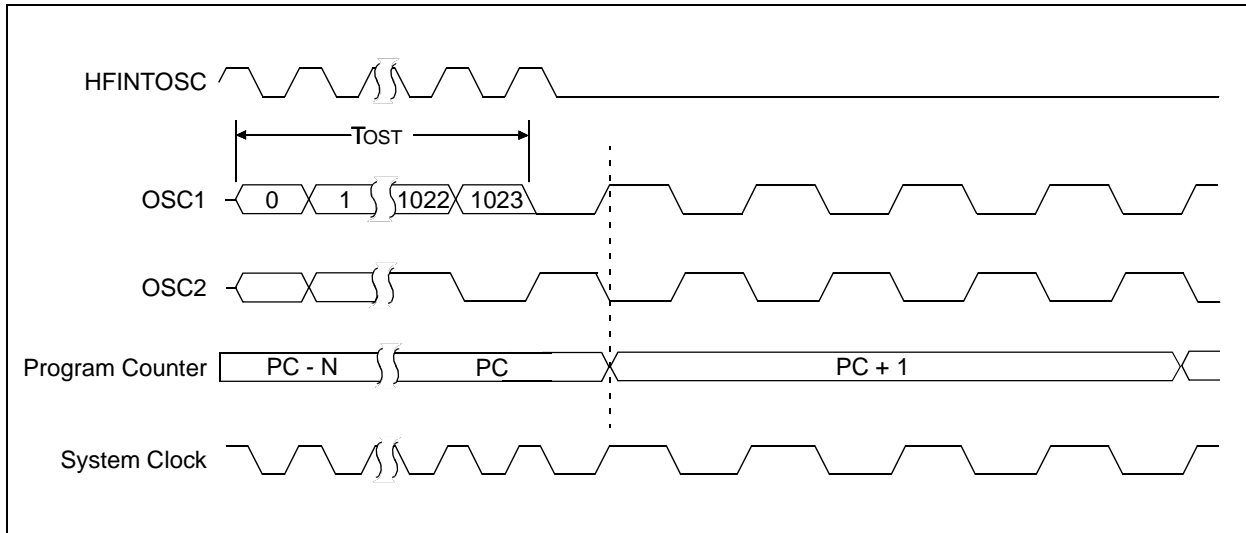 HFINTOSC
TOST
OSC1 0 1 1022 1023
OSC2
Program Counter PC - N PC PC + 1
System Clock